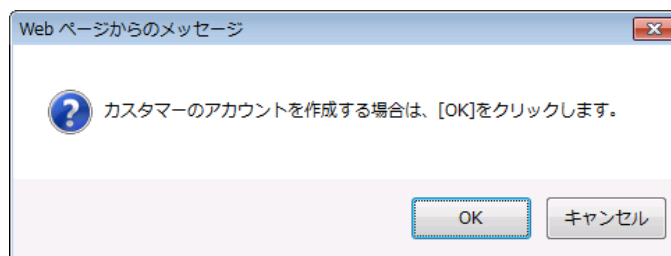 Web ページからのメッセージ
カスタマーのアカウントを作成する場合は、[OK]をクリックします。
OK
キャンセル